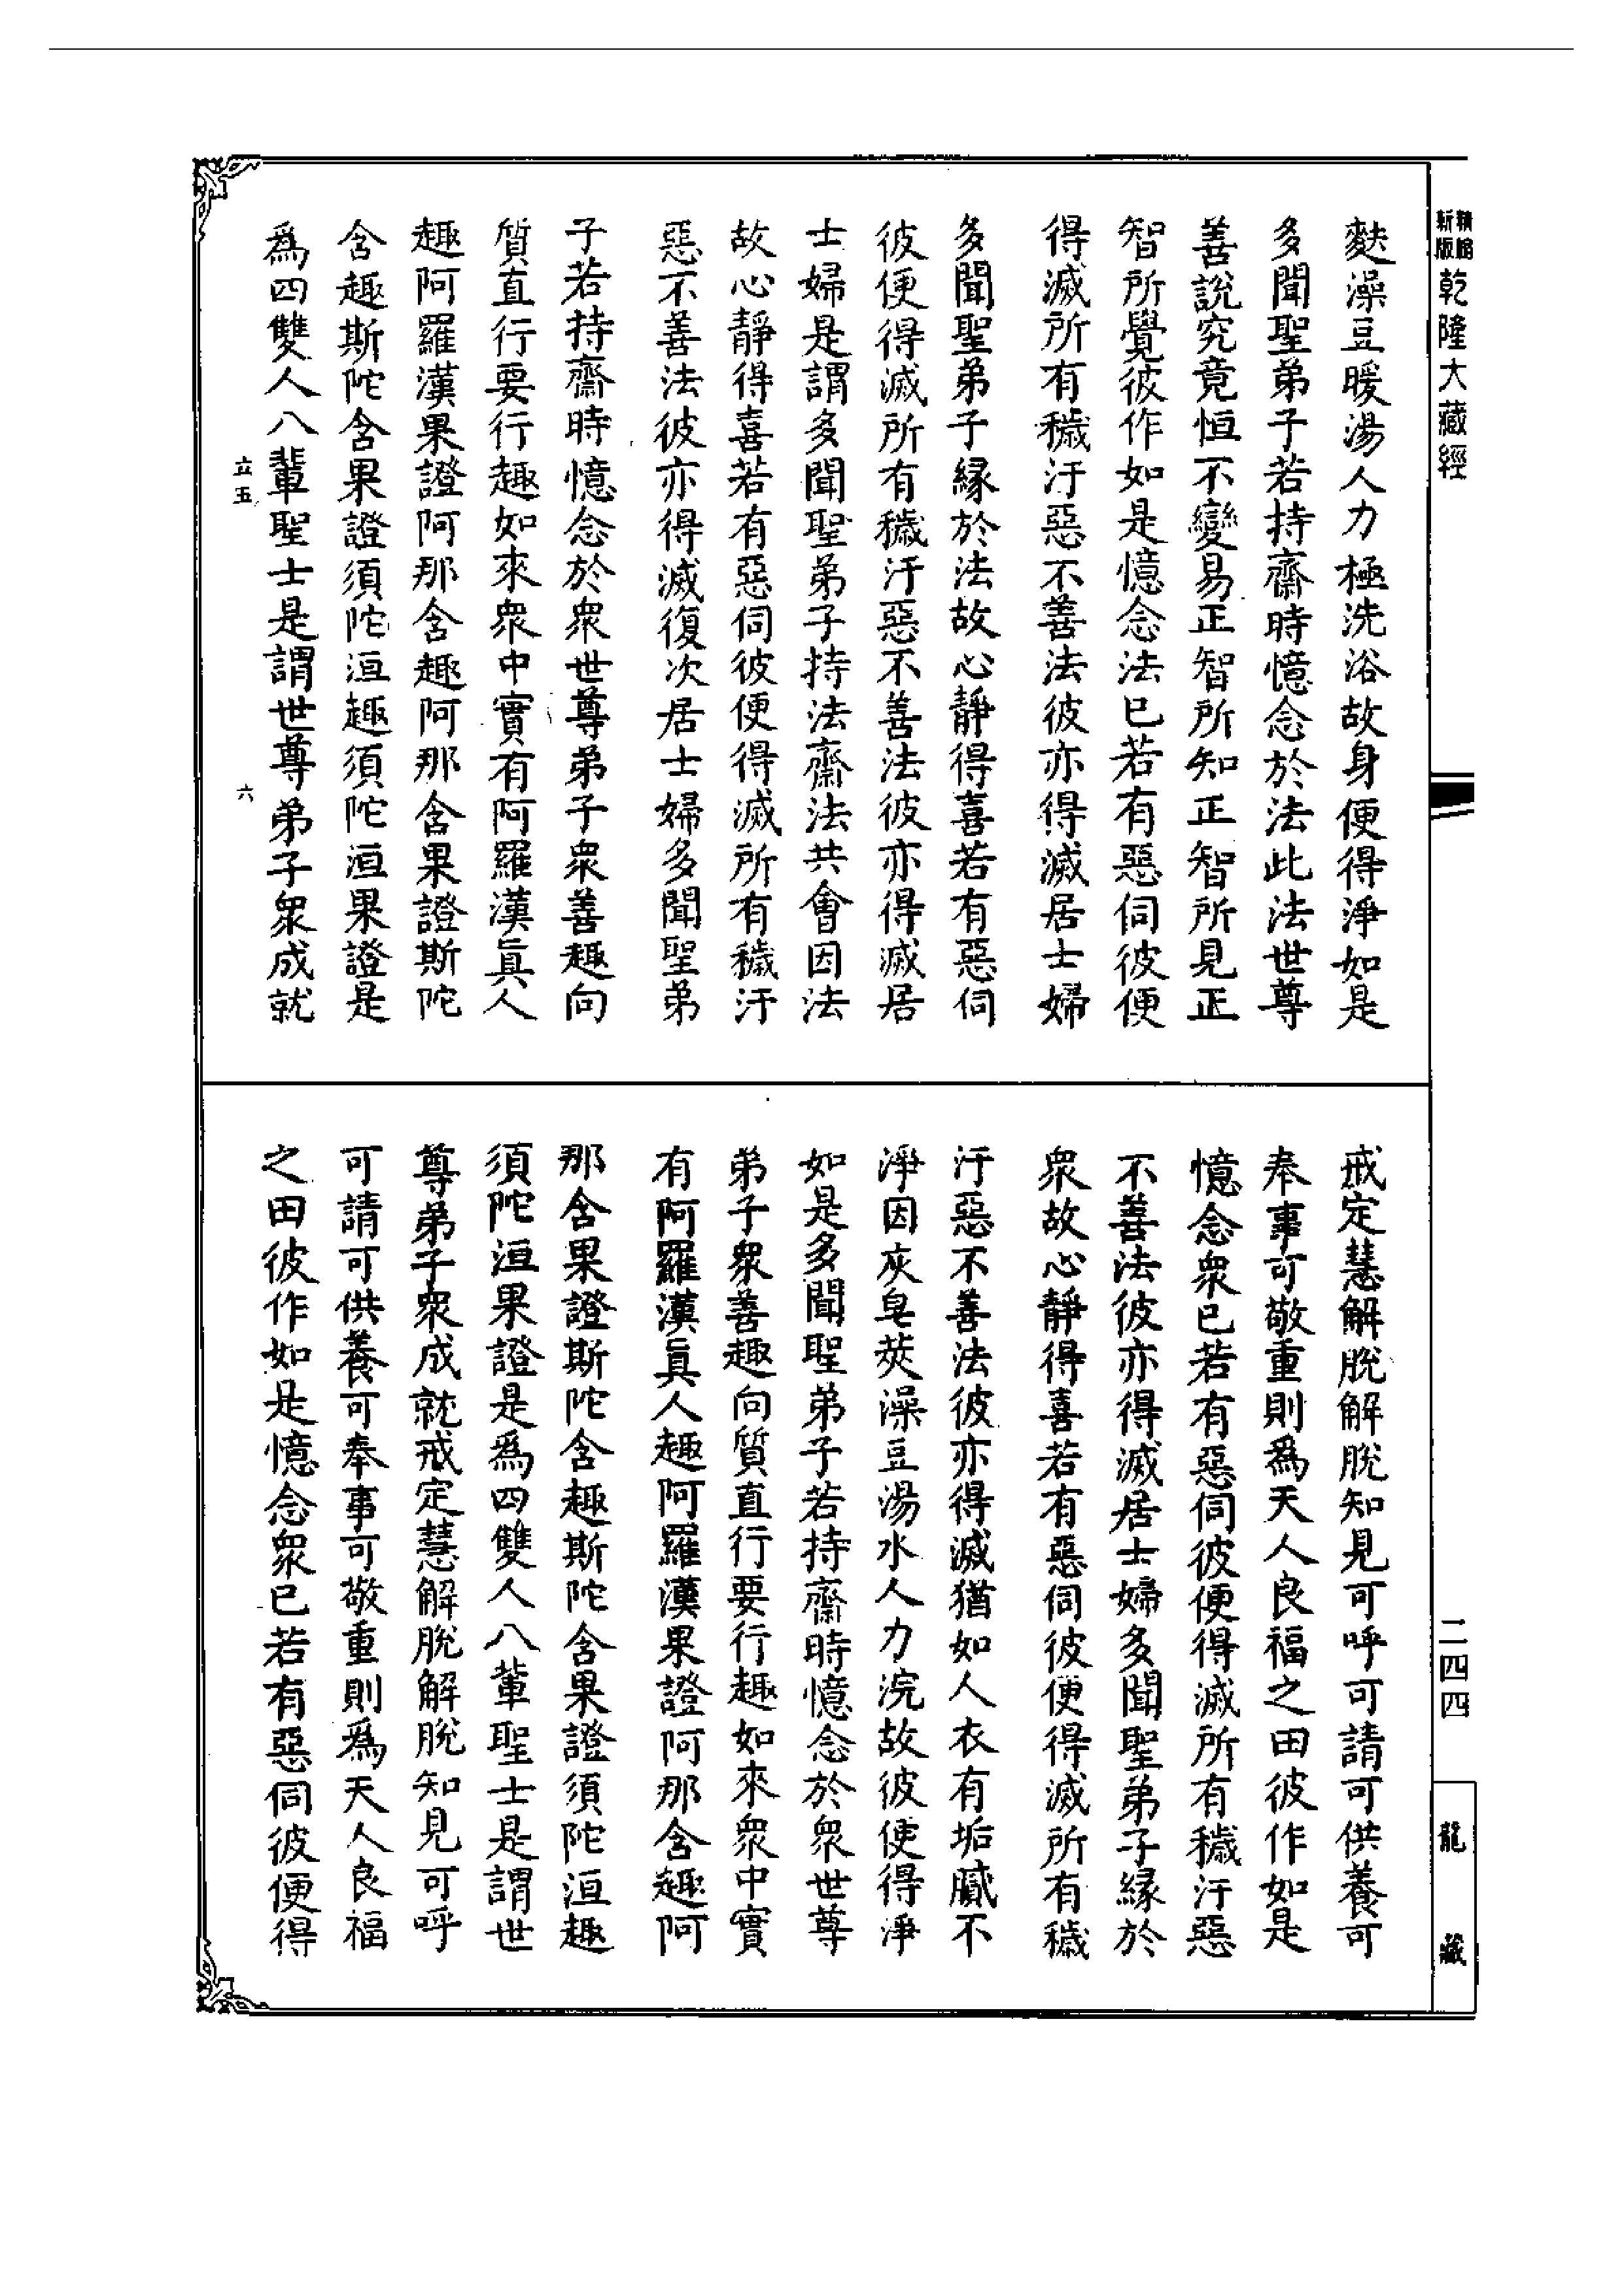 精縮
新版
乾隆大藏經
麩澡豆暖湯人力極洗浴故身便得淨如是
多聞聖弟子若持齋時憶念於法此法世尊
善說究竟恒不變易正智所知正智所見正
智所覺彼作如是憶念法已若有惡伺彼便
得滅所有穢汙惡不善法彼亦得滅居士婦
多聞聖弟子緣於法故心靜得喜若有惡伺
彼便得滅所有穢汙惡不善法彼亦得滅居
士婦是謂多聞聖弟子持法齋法共會因法
故心靜得喜若有惡伺彼便得滅所有穢汙
惡不善法彼亦得滅復次居士婦多聞聖弟
子若持齋時憶念於衆世尊弟子衆善趣向
質直行要行趣如來衆中實有阿羅漢眞人
趣阿羅漢果證阿那含趣阿那含果證斯陀
含趣斯陀含果證須陀洹趣須陀洹果證是
爲四雙人八輩聖士是謂世尊弟子衆成就
立五
六
戒定慧解脫解脫知見可呼可請可供養可
奉事可敬重則爲天人良福之田彼作如是
憶念衆已若有惡伺彼便得滅所有穢汙惡
不善法彼亦得滅居士婦多聞聖弟子緣於
衆故心靜得喜若有惡伺彼便得滅所有穢
汙惡不善法彼亦得滅猶如人衣有垢膩不
淨因灰皂莢澡豆湯水人力浣故彼便得淨
如是多聞聖弟子若持齋時憶念於衆世尊
弟子衆善趣向質直行要行趣如來衆中實
有阿羅漢眞人趣阿羅漢果證阿那含趣阿
那含果證斯陀含趣斯陀含果證須陀洹趣
須陀洹果證是爲四雙人八輩聖士是謂世
尊弟子衆成就戒定慧解脫解脫知見可呼
可請可供養可奉事可敬重則爲天人良福
之田彼作如是憶念衆已若有惡伺彼便得
二四四
龍藏